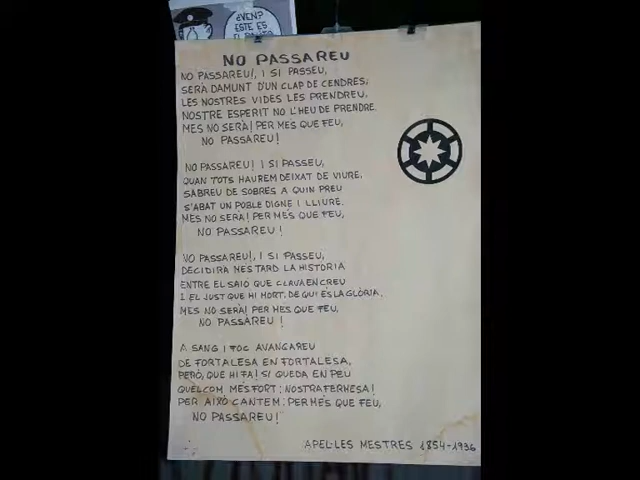 ¿VEN?
ESTE ES
NO PASSAREU
NO PASSAREU!, I SI PASSEU,
SERÀ DAMUNT D'UN CLAP DE CENDRES;
LES NOSTRES VIDES LES PRENDREU,
NOSTRE ESPERIT NO L'HEU DE PRENDRE.
MES NO SERÀ! PER MES QUE FEU,
NO PASSAREU!
NO PASSAREU! I SI PASSEU,
QUAN TOTS HAUREM DEIXAT DE VIURE,
SABREU DE SOBRES A QUIN PREU
S'ABAT UN POBLE DIGNE I LLIURE.
MES NO SERÀ! PER MÉS QUE FEU,
NO PASSAREU!
NO PASSAREU!, I SI PASSEU,
DECIDIRA MES TARD LA HISTORIA
ENTRE EL SAIÓ QUE CLAVA EN CREU
I EL JUST QUE HI MORT, DE QUI ÉS LA GLÒRIA.
MES NO SERÀ! PER MES QUE FEU,
NO PASSAREU!
A SANG I FOC AVANÇAREU
DE FORTALESA EN FORTALESA,
PERÒ, QUE HI FA! SI QUEDA EN PEU
QUELCOM MÉS FORT: NOSTRA FERMESA!
PER AIXÒ CANTEM: PER MÉS QUE FEU,
NO PASSAREU!
APEL·LES MESTRES 1854-1936